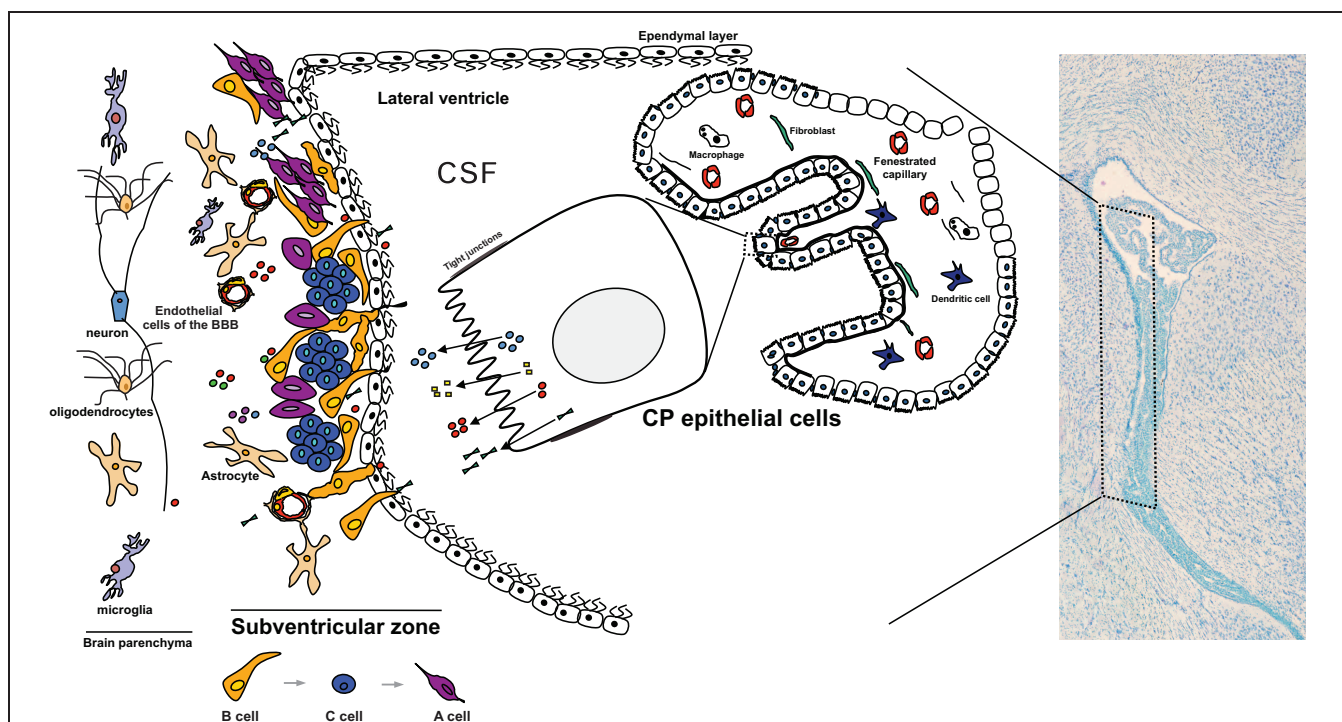 Ependymal layer
Lateral ventricle
CSF
Macrophage
Fibroblast
Fenestrated
capillary
Tight junctions
Dendritic cell
CP epithelial cells
Endothelial
cells of the BBB
neuron
oligodendrocytes
Astrocyte
microglia
Brain parenchyma
Subventricular zone
B cell
C cell
A cell